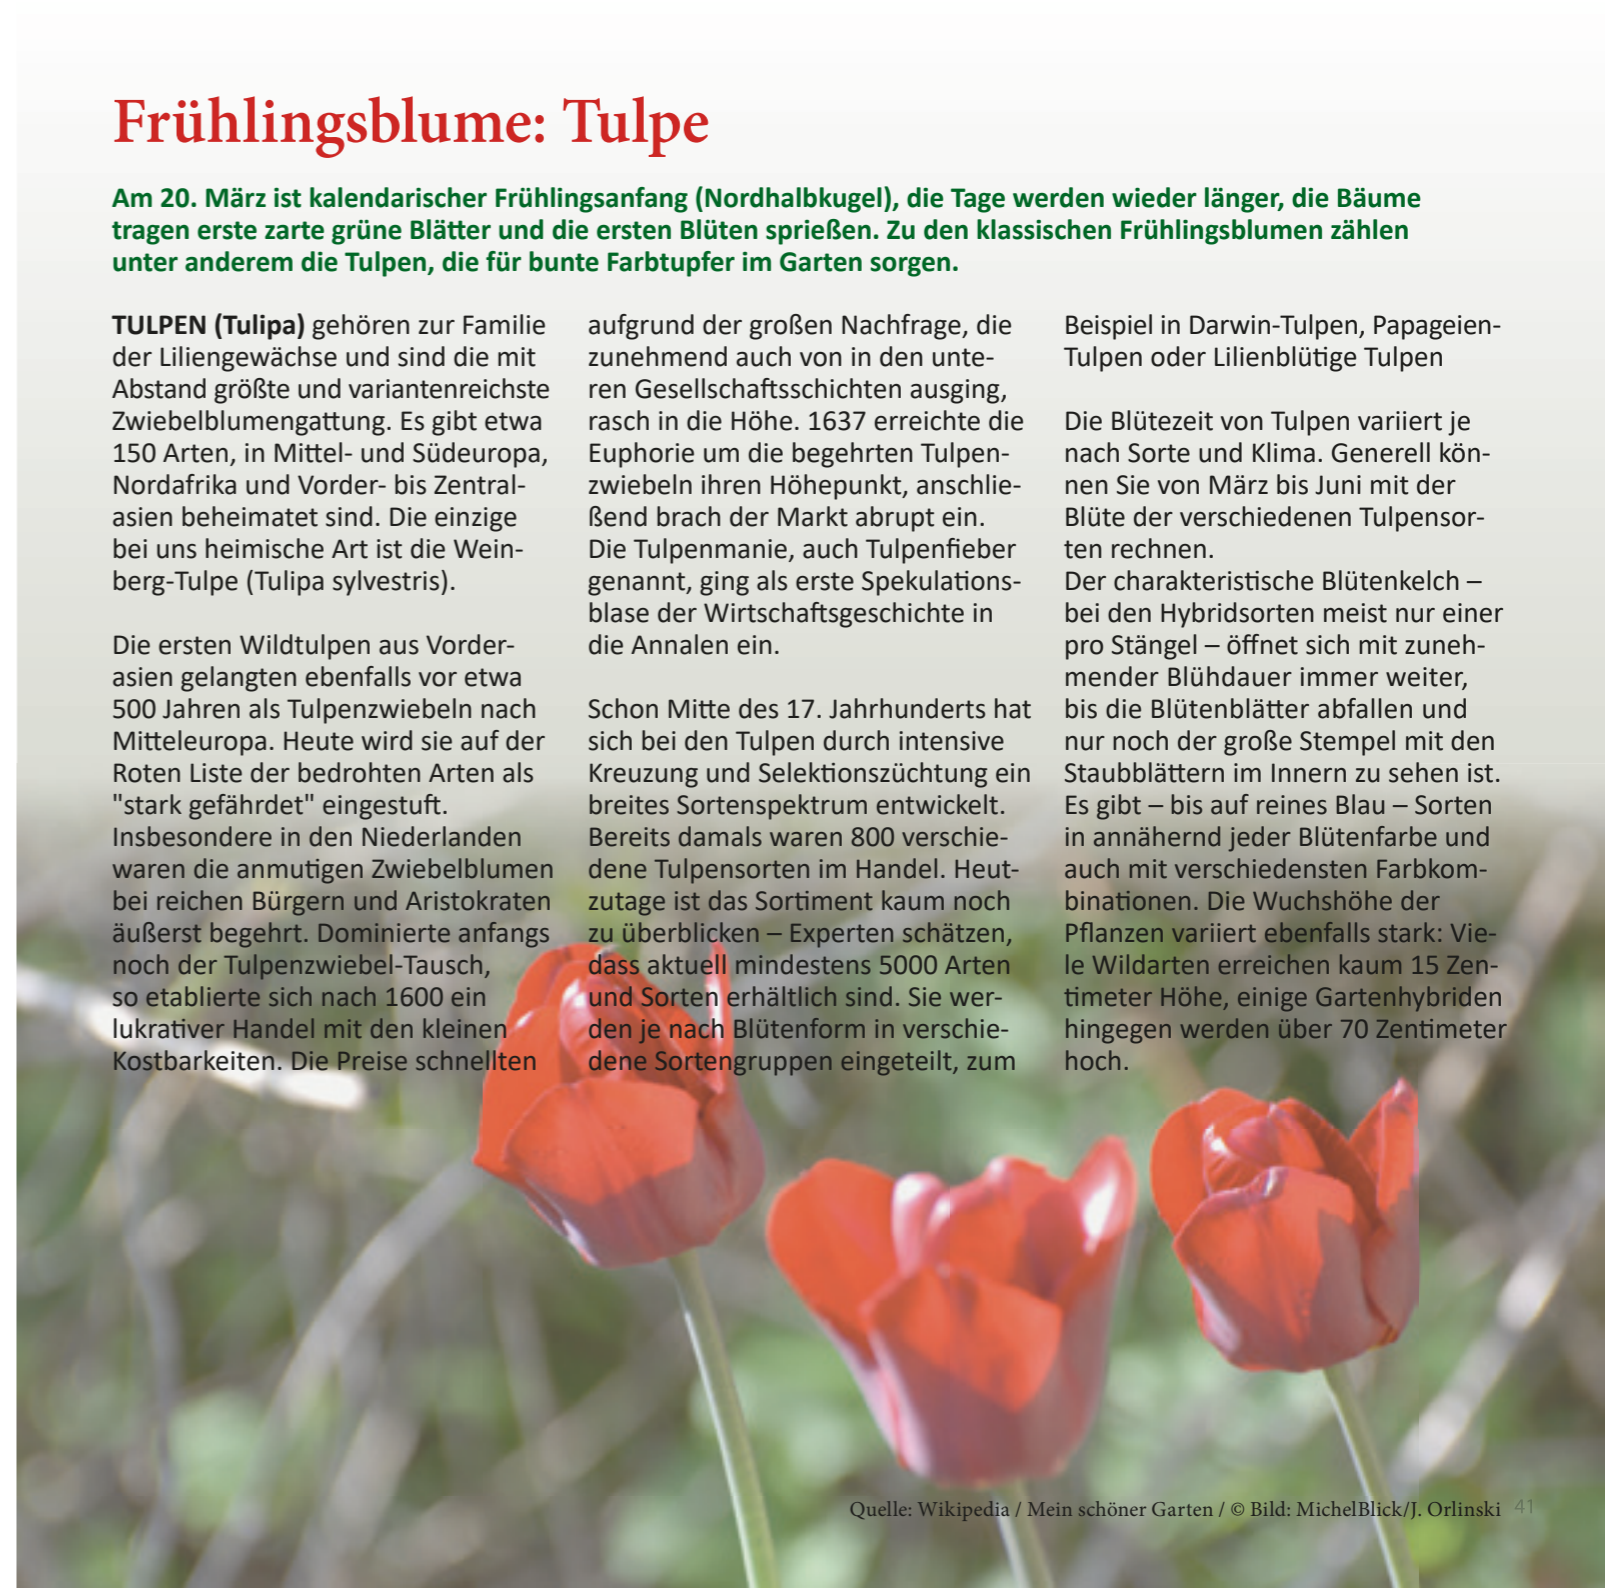 Frühlingsblume: Tulpe
Am 20. März ist kalendarischer Frühlingsanfang (Nordhalbkugel), die Tage werden wieder länger, die Bäume
tragen erste zarte grüne Blätter und die ersten Blüten sprießen. Zu den klassischen Frühlingsblumen zählen
unter anderem die Tulpen, die für bunte Farbtupfer im Garten sorgen.
TULPEN (Tulipa) gehören zur Familie
der Liliengewächse und sind die mit
Abstand größte und variantenreichste
Zwiebelblumengattung. Es gibt etwa
150 Arten, in Mittel- und Südeuropa,
Nordafrika und Vorder- bis Zentral-
asien beheimatet sind. Die einzige
bei uns heimische Art ist die Wein-
berg-Tulpe (Tulipa sylvestris).
Die ersten Wildtulpen aus Vorder-
asien gelangten ebenfalls vor etwa
500 Jahren als Tulpenzwiebeln nach
Mitteleuropa. Heute wird sie auf der
Roten Liste der bedrohten Arten als
"stark gefährdet" eingestuft.
Insbesondere in den Niederlanden
waren die anmutigen Zwiebelblumen
bei reichen Bürgern und Aristokraten
äußerst begehrt. Dominierte anfangs
noch der Tulpenzwiebel-Tausch,
so etablierte sich nach 1600 ein
lukrativer Handel mit den kleinen
Kostbarkeiten. Die Preise schnellten
aufgrund der großen Nachfrage, die
zunehmend auch von in den unte-
ren Gesellschaftsschichten ausging,
rasch in die Höhe. 1637 erreichte die
Euphorie um die begehrten Tulpen-
zwiebeln ihren Höhepunkt, anschlie-
ßend brach der Markt abrupt ein.
Die Tulpenmanie, auch Tulpenfieber
genannt, ging als erste Spekulations-
blase der Wirtschaftsgeschichte in
die Annalen ein.
Schon Mitte des 17. Jahrhunderts hat
sich bei den Tulpen durch intensive
Kreuzung und Selektionszüchtung ein
breites Sortenspektrum entwickelt.
Bereits damals waren 800 verschie-
dene Tulpensorten im Handel. Heut-
zutage ist das Sortiment kaum noch
zu überblicken – Experten schätzen,
dass aktuell mindestens 5000 Arten
und Sorten erhältlich sind. Sie wer-
den je nach Blütenform in verschie-
dene Sortengruppen eingeteilt, zum
Beispiel in Darwin-Tulpen, Papageien-
Tulpen oder Lilienblütige Tulpen
Die Blütezeit von Tulpen variiert je
nach Sorte und Klima. Generell kön-
nen Sie von März bis Juni mit der
Blüte der verschiedenen Tulpensor-
ten rechnen.
Der charakteristische Blütenkelch –
bei den Hybridsorten meist nur einer
pro Stängel – öffnet sich mit zuneh-
mender Blühdauer immer weiter,
bis die Blütenblätter abfallen und
nur noch der große Stempel mit den
Staubblättern im Innern zu sehen ist.
Es gibt – bis auf reines Blau – Sorten
in annähernd jeder Blütenfarbe und
auch mit verschiedensten Farbkom-
binationen. Die Wuchshöhe der
Pflanzen variiert ebenfalls stark: Vie-
le Wildarten erreichen kaum 15 Zen-
timeter Höhe, einige Gartenhybriden
hingegen werden über 70 Zentimeter
hoch.
Quelle: Wikipedia / Mein schöner Garten / © Bild: MichelBlick/J. Orlinski 41